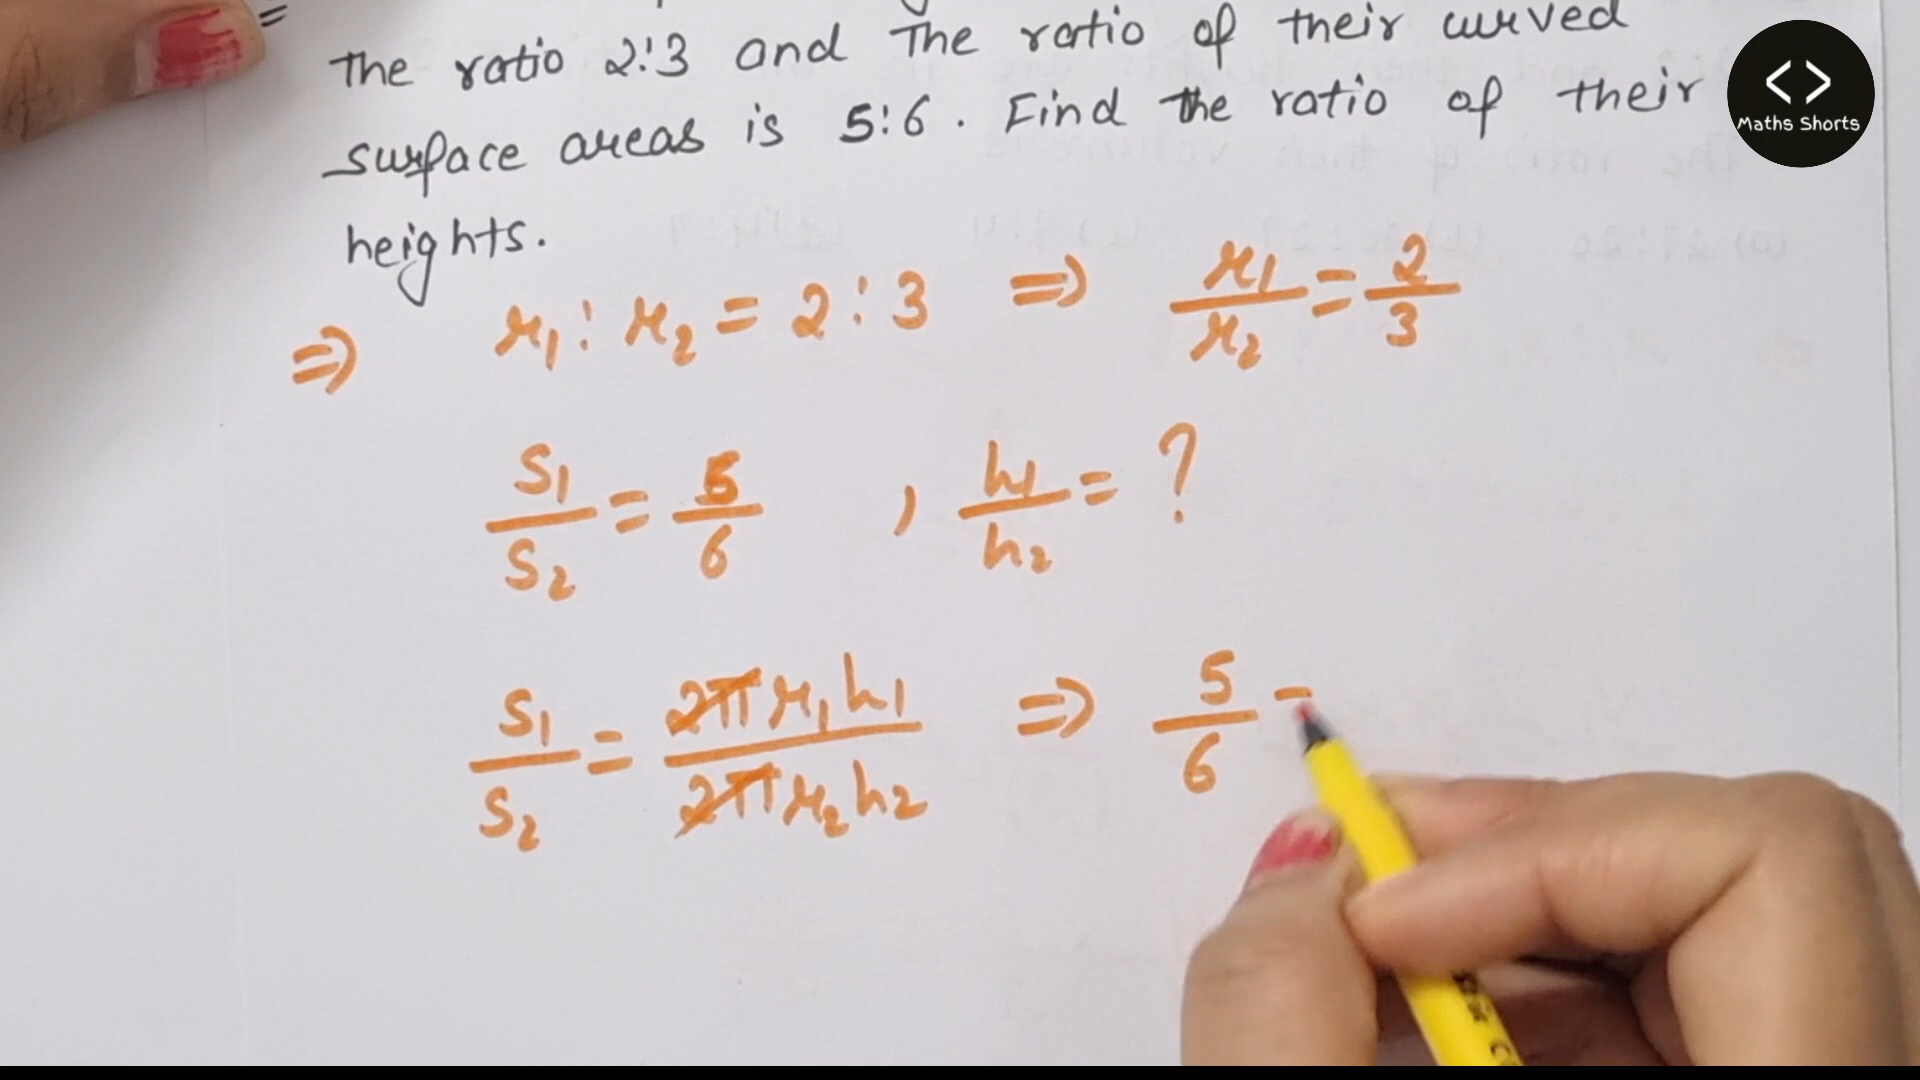 the ratio 2:3 and The ratio of their curved
surface areas is 5:6. Find the ratio of their
heights.
⇒ r₁ : r₂ = 2 : 3 ⇒ r₁/r₂ = 2/3
S₁/S₂ = 5/6 , h₁/h₂ = ?
S₁/S₂ = 2πr₁h₁/2πr₂h₂ ⇒ 5/6 =
<> Maths Shorts